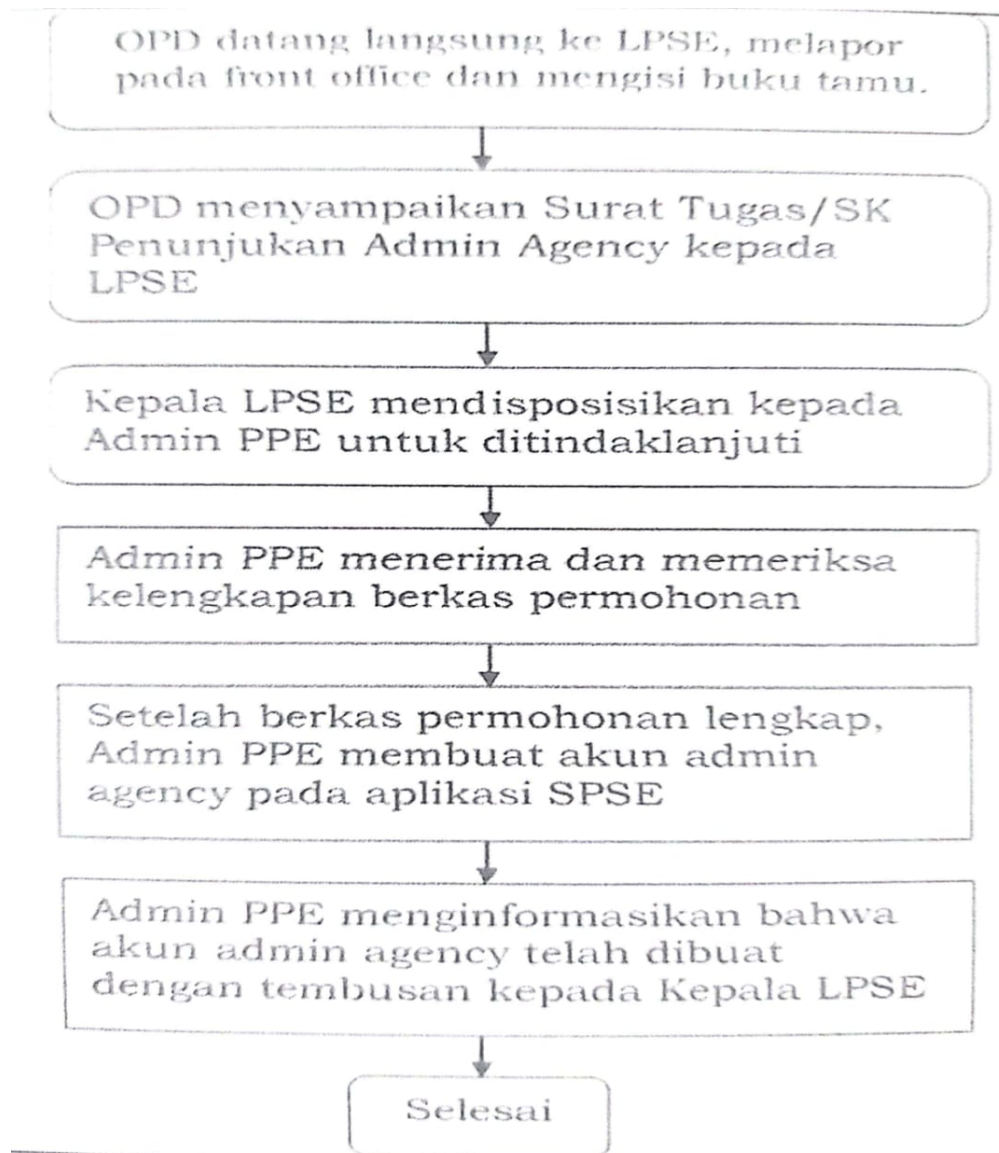 OPD datang langsung ke LPSE, melapor
pada front office dan mengisi buku tamu.
OPD menyampaikan Surat Tugas/SK
Penunjukan Admin Agency kepada
LPSE
Kepala LPSE mendisposisikan kepada
Admin PPE untuk ditindaklanjuti
Admin PPE menerima dan memeriksa
kelengkapan berkas permohonan
Setelah berkas permohonan lengkap,
Admin PPE membuat akun admin
agency pada aplikasi SPSE
Admin PPE menginformasikan bahwa
akun admin agency telah dibuat
dengan tembusan kepada Kepala LPSE
Selesai